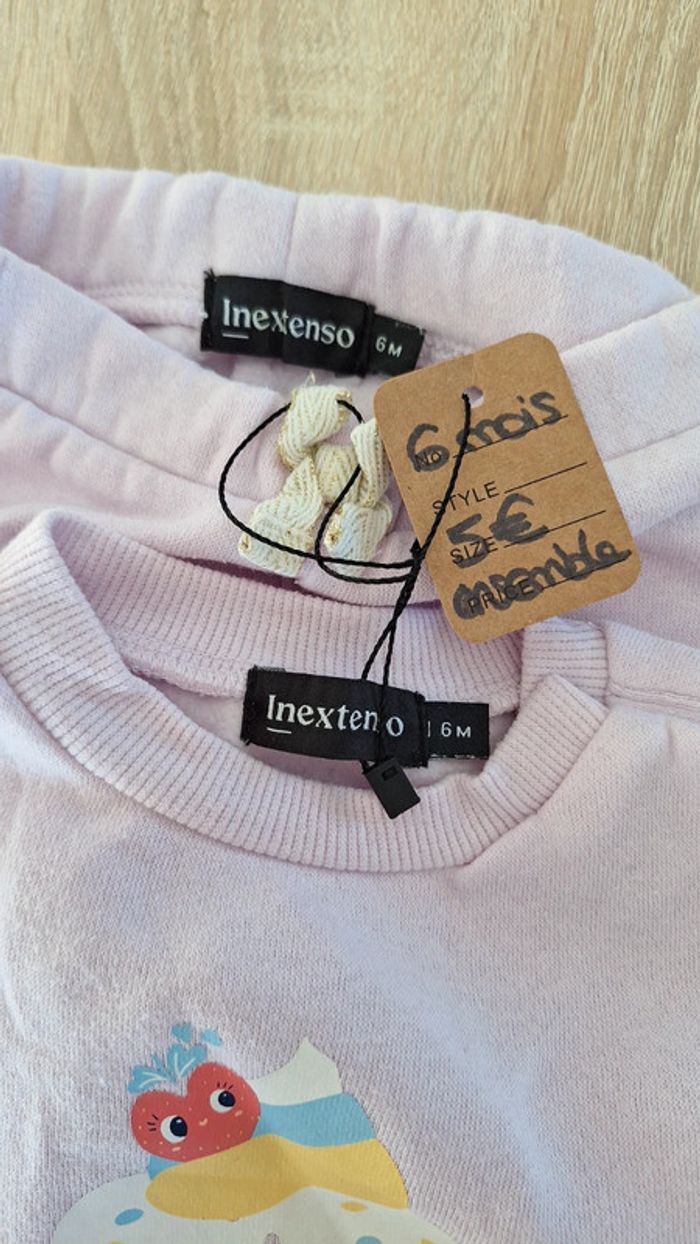 Inextenso
6M
6 mois
No.
STYLE
5€
SIZE
ensemble
PRICE
Inextenso
6M